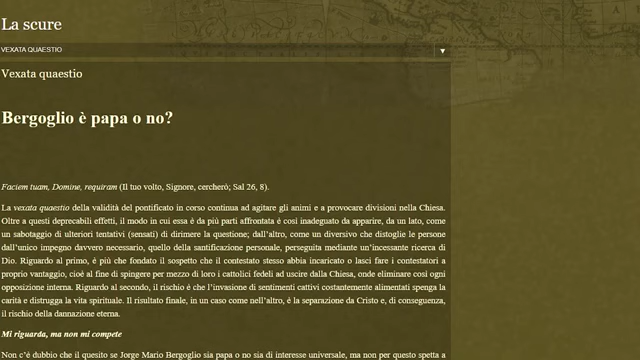 La scure
VEXATA QUAESTIO
Vexata quaestio
Bergoglio è papa o no?
Faciem tuam, Domine, requiram (Il tuo volto, Signore, cercherò; Sal 26, 8).
La vexata quaestio della validità del pontificato in corso continua ad agitare gli animi e a provocare divisioni nella Chiesa.
Oltre a questi deprecabili effetti, il modo in cui essa è da più parti affrontata è così inadeguato da apparire, da un lato, come
un sabotaggio di ulteriori tentativi (sensati) di dirimere la questione; dall'altro, come un diversivo che distoglie le persone
dall'unico impegno davvero necessario, quello della santificazione personale, perseguita mediante un'incessante ricerca di
Dio. Riguardo al primo, è più che fondato il sospetto che il contestato stesso abbia incaricato o lasci fare i contestatori a
proprio vantaggio, cioè al fine di spingere per mezzo di loro i cattolici fedeli ad uscire dalla Chiesa, onde eliminare così ogni
opposizione interna. Riguardo al secondo, il rischio è che l'invasione di sentimenti cattivi costantemente alimentati spenga la
carità e distrugga la vita spirituale. Il risultato finale, in un caso come nell'altro, è la separazione da Cristo e, di conseguenza,
il rischio della dannazione eterna.
Mi riguarda, ma non mi compete
Non c'è dubbio che il quesito se Jorge Mario Bergoglio sia papa o no sia di interesse universale, ma non per questo spetta a